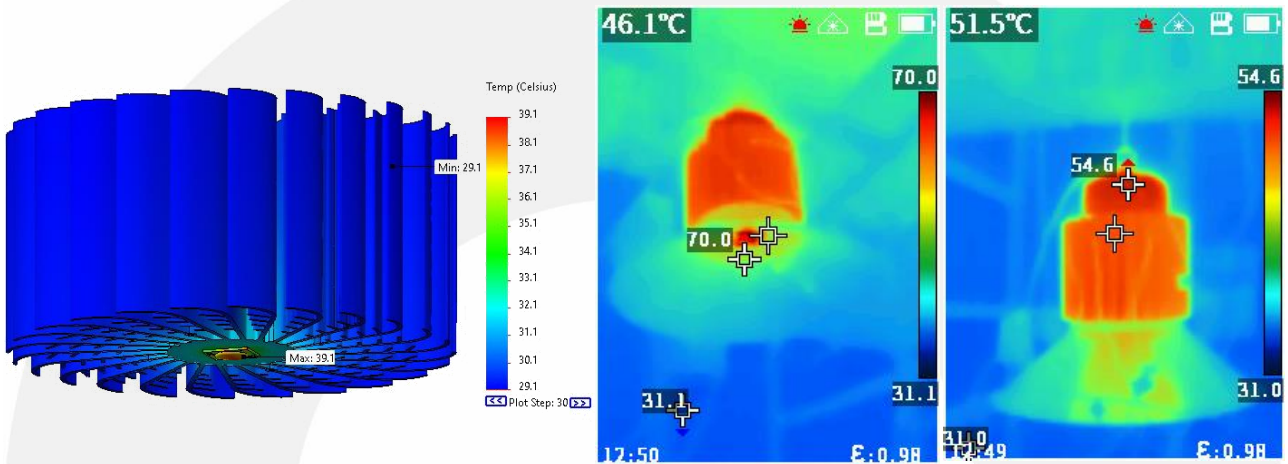 Temp (Celsius)
39.1
38.1
37.1
36.1
35.1
34.1
33.1
32.1
31.1
30.1
29.1
Min: 29.1
Max: 39.1
<< Plot Step: 30 >>
46.1°C
70.0
70.0
31.1
31.1
12:50
ε:0.98
51.5°C
54.6
54.6
31.0
31.0
:49
ε:0.98